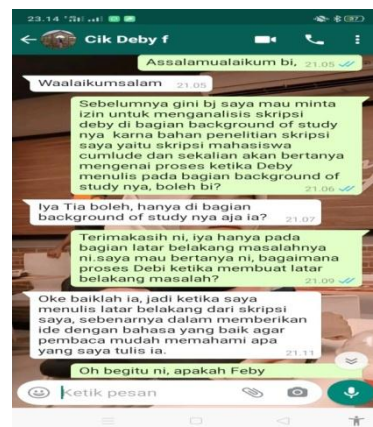 23.14
87
Cik Deby f
Assalamualaikum bi, 21.05
Waalaikumsalam 21.05
Sebelumnya gini bj saya mau minta
izin untuk menganalisis skripsi
deby di bagian background of study
nya karna bahan penelitian skripsi
saya yaitu skripsi mahasiswa
cumlude dan sekalian akan bertanya
mengenai proses ketika Deby
menulis pada bagian background of
study nya, boleh bi? 21.06
Iya Tia boleh, hanya di bagian
background of study nya aja ia? 21.07
Terimakasih ni, iya hanya pada
bagian latar belakang masalahnya
ni.saya mau bertanya ni, bagaimana
proses Debi ketika membuat latar
belakang masalah? 21.09
Oke baiklah ia, jadi ketika saya
menulis latar belakang dari skripsi
saya, sebenarnya dalam memberikan
ide dengan bahasa yang baik agar
pembaca mudah memahami apa
yang saya tulis ia. 21.11
Oh begitu ni, apakah Feby
Ketik pesan